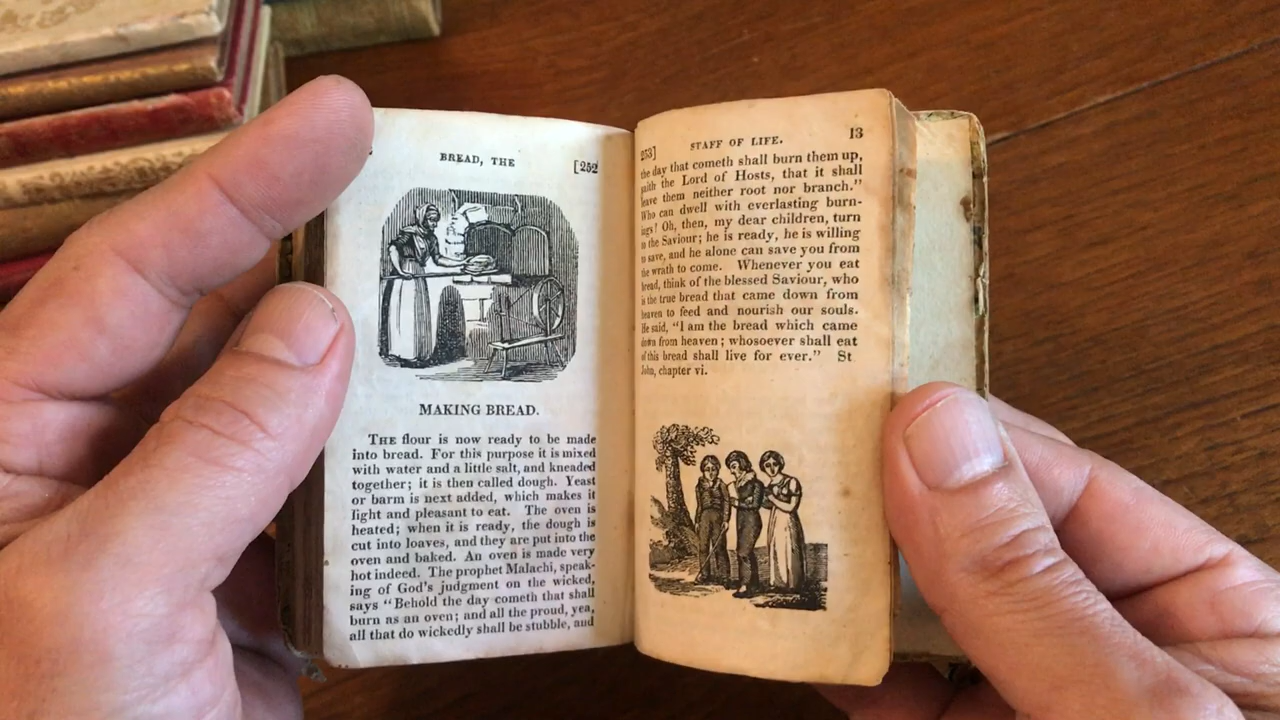 BREAD, THE [252
MAKING BREAD.
THE flour is now ready to be made
into bread. For this purpose it is mixed
with water and a little salt, and kneaded
together; it is then called dough. Yeast
or barm is next added, which makes it
light and pleasant to eat. The oven is
heated; when it is ready, the dough is
cut into loaves, and they are put into the
oven and baked. An oven is made very
hot indeed. The prophet Malachi, speak-
ing of God's judgment on the wicked,
says "Behold the day cometh that shall
burn as an oven; and all the proud, yea,
all that do wickedly shall be stubble, and
253] STAFF OF LIFE. 13
the day that cometh shall burn them up,
saith the Lord of Hosts, that it shall
leave them neither root nor branch."
Who can dwell with everlasting burn-
ings! Oh, then, my dear children, turn
to the Saviour; he is ready, he is willing
to save, and he alone can save you from
the wrath to come. Whenever you eat
bread, think of the blessed Saviour, who
is the true bread that came down from
heaven to feed and nourish our souls.
He said, "I am the bread which came
down from heaven; whosoever shall eat
of this bread shall live for ever." St
John, chapter vi.